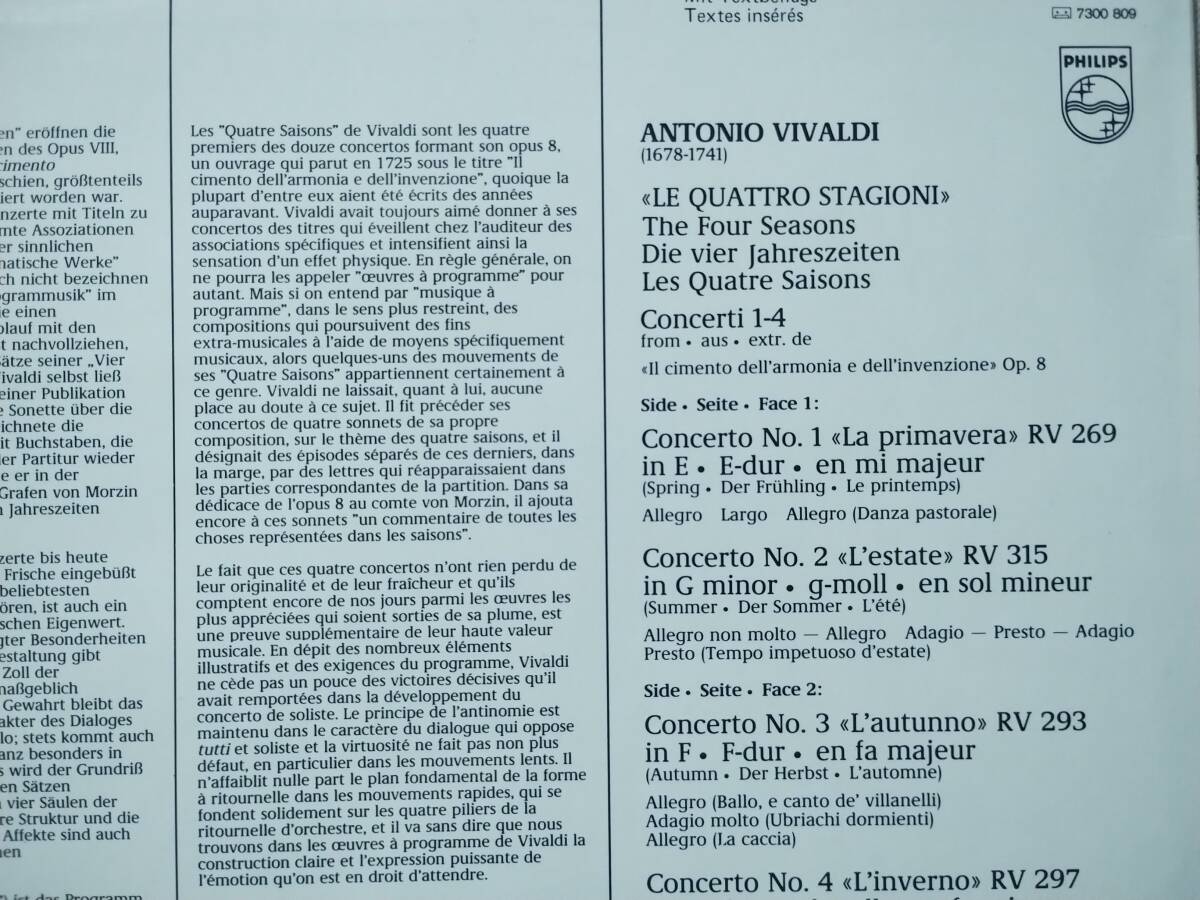 en" eröffnen die
en des Opus VIII,
cimento
schien, größtenteils
iert worden war.
nzerte mit Titeln zu
mte Assoziationen
er sinnlichen
matische Werke"
ch nicht bezeichnen
ogrammusik" im
ie einen
blauf mit den
st nachvollziehen,
Sätze seiner „Vier
Vivaldi selbst ließ
einer Publikation
e Sonette über die
eichnete die
it Buchstaben, die
er Partitur wieder
e er in der
Grafen von Morzin
n Jahreszeiten
zerte bis heute
Frische eingebüßt
beliebtesten
ören, ist auch ein
schen Eigenwert.
gter Besonderheiten
estaltung gibt
Zoll der
maßgeblich
Gewahrt bleibt das
akter des Dialoges
lo; stets kommt auch
anz besonders in
s wird der Grundriß
en Sätzen
vier Säulen der
re Struktur und die
Affekte sind auch
nen
ist das Programm
Les "Quatre Saisons" de Vivaldi sont les quatre
premiers des douze concertos formant son opus 8,
un ouvrage qui parut en 1725 sous le titre "Il
cimento dell'armonia e dell'invenzione", quoique la
plupart d'entre eux aient été écrits des années
auparavant. Vivaldi avait toujours aimé donner à ses
concertos des titres qui éveillent chez l'auditeur des
associations spécifiques et intensifient ainsi la
sensation d'un effet physique. En règle générale, on
ne pourra les appeler "œuvres à programme" pour
autant. Mais si on entend par "musique à
programme", dans le sens plus restreint, des
compositions qui poursuivent des fins
extra-musicales à l'aide de moyens spécifiquement
musicaux, alors quelques-uns des mouvements de
ses "Quatre Saisons" appartiennent certainement à
ce genre. Vivaldi ne laissait, quant à lui, aucune
place au doute à ce sujet. Il fit précéder ses
concertos de quatre sonnets de sa propre
composition, sur le thème des quatre saisons, et il
désignait des épisodes séparés de ces derniers, dans
la marge, par des lettres qui réapparaissaient dans
les parties correspondantes de la partition. Dans sa
dédicace de l'opus 8 au comte von Morzin, il ajouta
encore à ces sonnets "un commentaire de toutes les
choses représentées dans les saisons".
Le fait que ces quatre concertos n'ont rien perdu de
leur originalité et de leur fraîcheur et qu'ils
comptent encore de nos jours parmi les œuvres les
plus appréciées qui soient sorties de sa plume, est
une preuve supplémentaire de leur haute valeur
musicale. En dépit des nombreux éléments
illustratifs et des exigences du programme, Vivaldi
ne cède pas un pouce des victoires décisives qu'il
avait remportées dans la développement du
concerto de soliste. Le principe de l'antinomie est
maintenu dans le caractère du dialogue qui oppose
tutti et soliste et la virtuosité ne fait pas non plus
défaut, en particulier dans les mouvements lents. Il
n'affaiblit nulle part le plan fondamental de la forme
à ritournelle dans les mouvements rapides, qui se
fondent solidement sur les quatre piliers de la
ritournelle d'orchestre, et il va sans dire que nous
trouvons dans les œuvres à programme de Vivaldi la
construction claire et l'expression puissante de
l'émotion qu'on est en droit d'attendre.
Mit Textbeilage
Textes insérés
7300 809
PHILIPS
ANTONIO VIVALDI
(1678-1741)
«LE QUATTRO STAGIONI»
The Four Seasons
Die vier Jahreszeiten
Les Quatre Saisons
Concerti 1-4
from • aus • extr. de
«Il cimento dell'armonia e dell'invenzione» Op. 8
Side • Seite • Face 1:
Concerto No. 1 «La primavera» RV 269
in E • E-dur • en mi majeur
(Spring • Der Frühling • Le printemps)
Allegro Largo Allegro (Danza pastorale)
Concerto No. 2 «L'estate» RV 315
in G minor • g-moll • en sol mineur
(Summer • Der Sommer • L'été)
Allegro non molto — Allegro Adagio — Presto — Adagio
Presto (Tempo impetuoso d'estate)
Side • Seite • Face 2:
Concerto No. 3 «L'autunno» RV 293
in F • F-dur • en fa majeur
(Autumn • Der Herbst • L'automne)
Allegro (Ballo, e canto de' villanelli)
Adagio molto (Ubriachi dormienti)
Allegro (La caccia)
Concerto No. 4 «L'inverno» RV 297